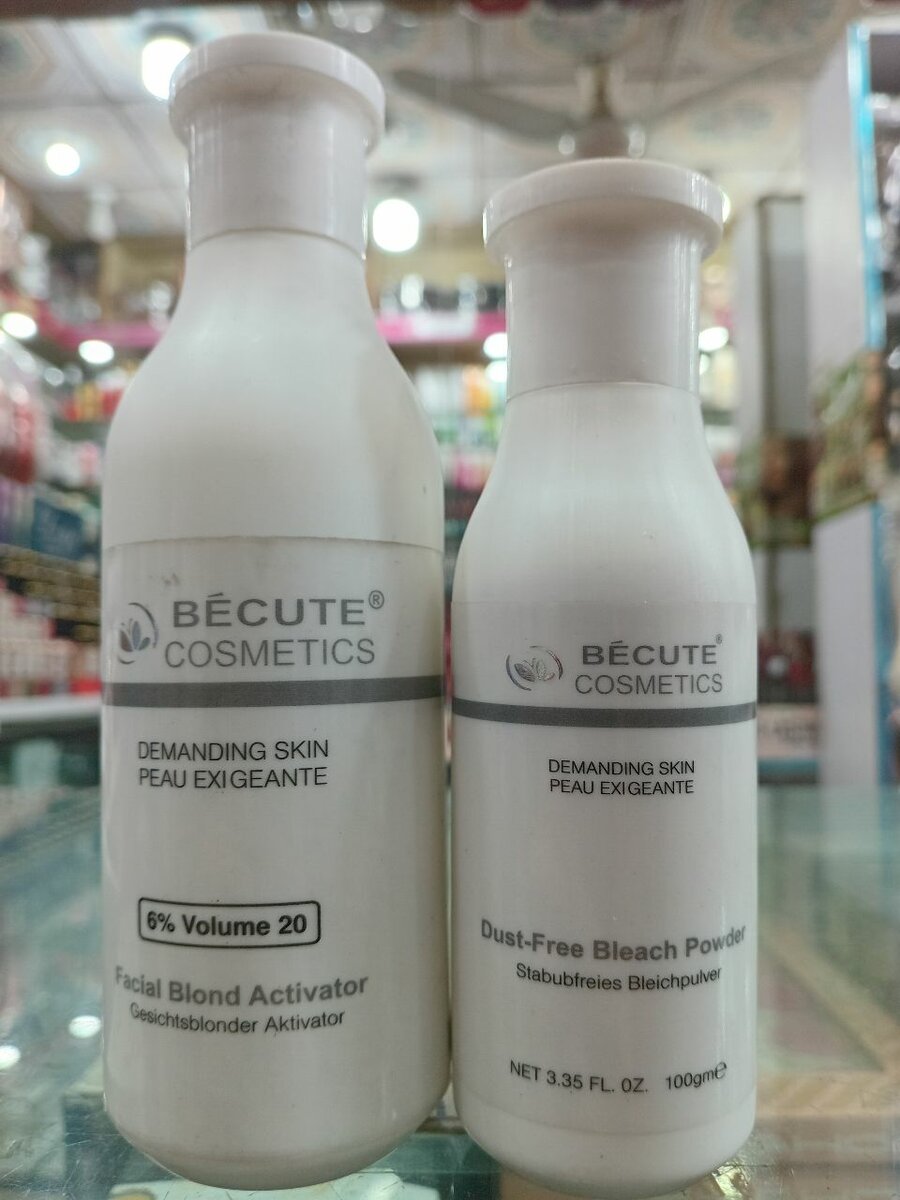 BÉCUTE®
COSMETICS
DEMANDING SKIN
PEAU EXIGEANTE
6% Volume 20
Facial Blond Activator
Gesichtsblonder Aktivator
BÉCUTE®
COSMETICS
DEMANDING SKIN
PEAU EXIGEANTE
Dust-Free Bleach Powder
Stabubfreies Bleichpulver
NET 3.35 FL. OZ. 100gm℮